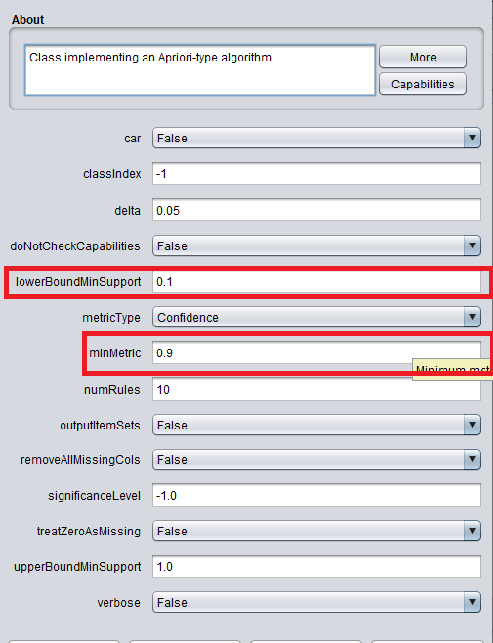 About
Class implementing an Apriori-type algorithm
More
Capabilities
car False
classIndex -1
delta 0.05
doNotCheckCapabilities False
lowerBoundMinSupport 0.1
metricType Confidence
minMetric 0.9
Minimum
numRules 10
outputItemSets False
removeAllMissingCols False
significanceLevel -1.0
treatZeroAsMissing False
upperBoundMinSupport 1.0
verbose False